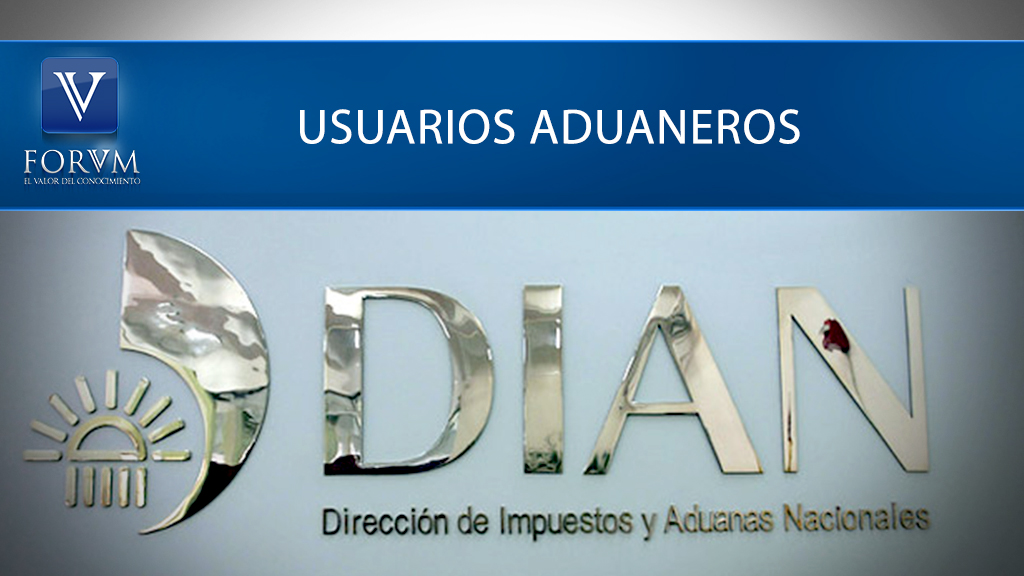 V
FORVM
EL VALOR DEL CONOCIMIENTO
USUARIOS ADUANEROS
DIAN
Dirección de Impuestos y Aduanas Nacionales